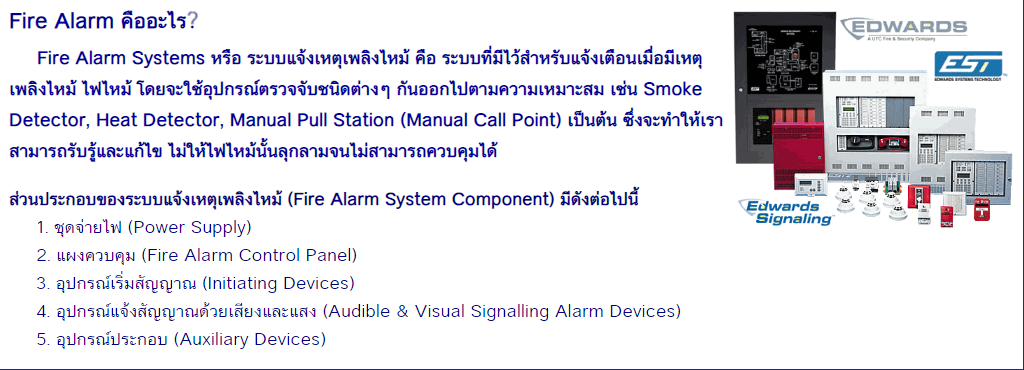 Fire Alarm คืออะไร?
Fire Alarm Systems หรือ ระบบแจ้งเหตุเพลิงไหม้ คือ ระบบที่มีไว้สำหรับแจ้งเตือนเมื่อมีเหตุ
เพลิงไหม้ ไฟไหม้ โดยจะใช้อุปกรณ์ตรวจจับชนิดต่างๆ กันออกไปตามความเหมาะสม เช่น Smoke
Detector, Heat Detector, Manual Pull Station (Manual Call Point) เป็นต้น ซึ่งจะทำให้เรา
สามารถรับรู้และแก้ไข ไม่ให้ไฟไหม้นั้นลุกลามจนไม่สามารถควบคุมได้
ส่วนประกอบของระบบแจ้งเหตุเพลิงไหม้ (Fire Alarm System Component) มีดังต่อไปนี้
1. ชุดจ่ายไฟ (Power Supply)
2. แผงควบคุม (Fire Alarm Control Panel)
3. อุปกรณ์เริ่มสัญญาณ (Initiating Devices)
4. อุปกรณ์แจ้งสัญญาณด้วยเสียงและแสง (Audible & Visual Signalling Alarm Devices)
5. อุปกรณ์ประกอบ (Auxiliary Devices)
EDWARDS
A UTC Fire & Security Company
EST
EDWARDS SYSTEMS TECHNOLOGY
Edwards
Signaling